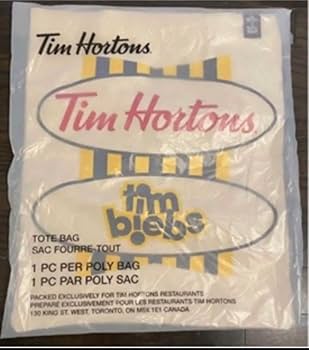 Tim Hortons.
Tim Hortons.
tim
biebs
TOTE BAG
SAC FOURRE-TOUT
1 PC PER POLY BAG
1 PC PAR POLY SAC
PACKED EXCLUSIVELY FOR TIM HORTONS RESTAURANTS
PREPARÉ EXCLUSIVEMENT POUR LES RESTAURANTS TIM HORTONS
130 KING ST. WEST, TORONTO, ON M5X 1E1 CANADA